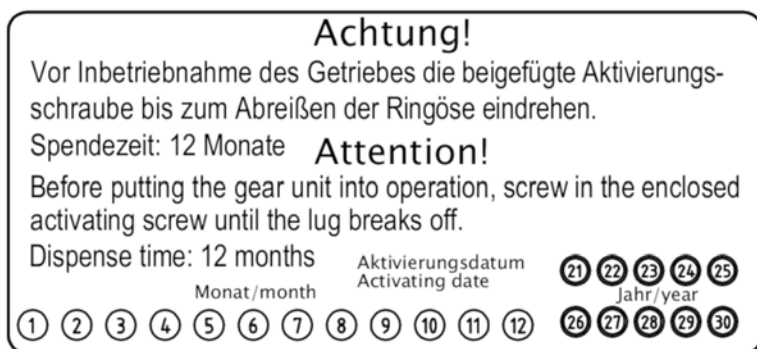 Achtung!
Vor Inbetriebnahme des Getriebes die beigefügte Aktivierungs-
schraube bis zum Abreißen der Ringöse eindrehen.
Spendezeit: 12 Monate Attention!
Before putting the gear unit into operation, screw in the enclosed
activating screw until the lug breaks off.
Dispense time: 12 months
Aktivierungsdatum
Activating date
21 22 23 24 25
Monat/month
Jahr/year
1 2 3 4 5 6 7 8 9 10 11 12
26 27 28 29 30